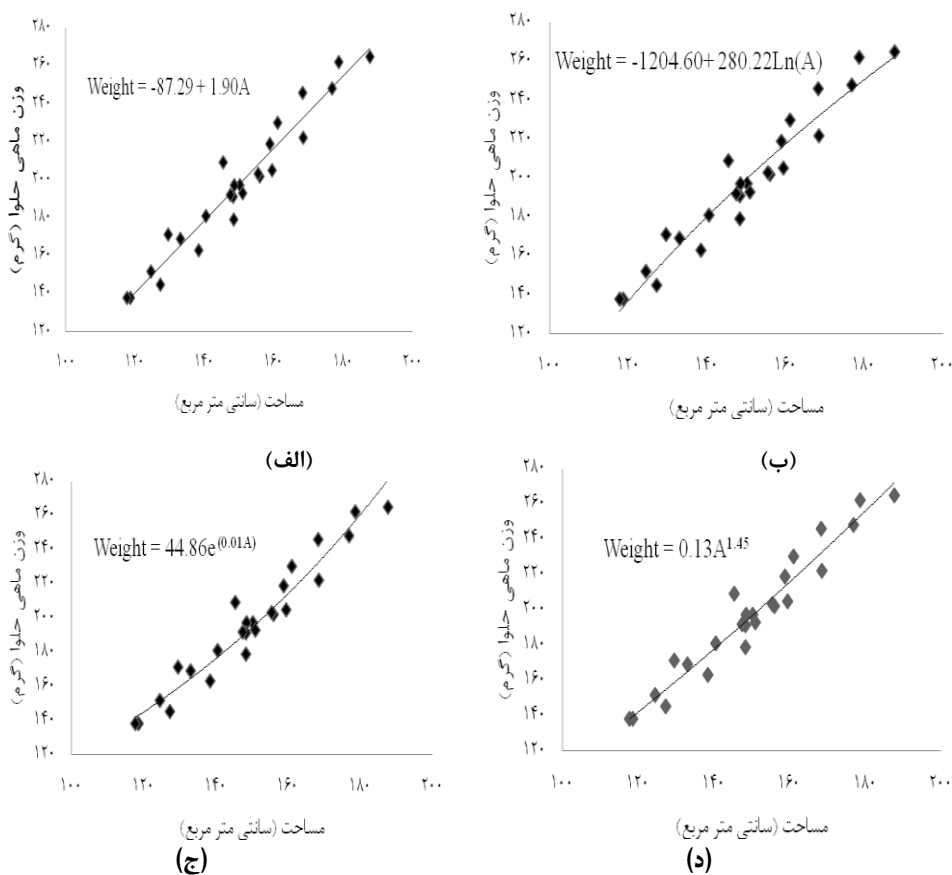 ۲۸۰
۲۶۰
۲۴۰
۲۲۰
۲۰۰
۱۸۰
۱۶۰
۱۴۰
۱۲۰
وزن ماهی حلوا (گرم)
Weight = -87.29 + 1.90A
۱۰۰ ۱۲۰ ۱۴۰ ۱۶۰ ۱۸۰ ۲۰۰
مساحت (سانتی متر مربع)
(الف)
۲۸۰
۲۶۰
۲۴۰
۲۲۰
۲۰۰
۱۸۰
۱۶۰
۱۴۰
۱۲۰
وزن ماهی حلوا (گرم)
Weight = -1204.60+ 280.22Ln(A)
۱۰۰ ۱۲۰ ۱۴۰ ۱۶۰ ۱۸۰ ۲۰۰
مساحت (سانتی متر مربع)
(ب)
۲۸۰
۲۶۰
۲۴۰
۲۲۰
۲۰۰
۱۸۰
۱۶۰
۱۴۰
۱۲۰
وزن ماهی حلوا (گرم)
Weight = 44.86e^(0.01A)
۱۰۰ ۱۲۰ ۱۴۰ ۱۶۰ ۱۸۰ ۲۰۰
مساحت (سانتی متر مربع)
(ج)
۲۸۰
۲۶۰
۲۴۰
۲۲۰
۲۰۰
۱۸۰
۱۶۰
۱۴۰
۱۲۰
وزن ماهی حلوا (گرم)
Weight = 0.13A^1.45
۱۰۰ ۱۲۰ ۱۴۰ ۱۶۰ ۱۸۰ ۲۰۰
مساحت (سانتی متر مربع)
(د)